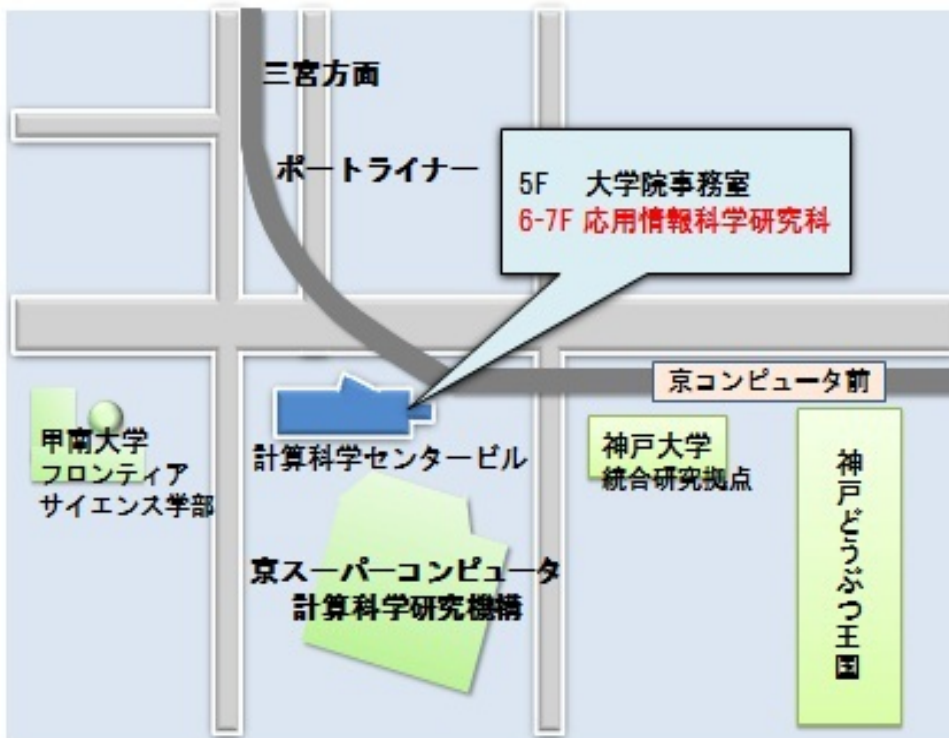 三宮方面
ポートライナー
5F 大学院事務室
6-7F 応用情報科学研究科
京コンピュータ前
甲南大学
フロンティア
サイエンス学部
計算科学センタービル
神戸大学
統合研究拠点
神戸どうぶつ王国
京スーパーコンピュータ
計算科学研究機構